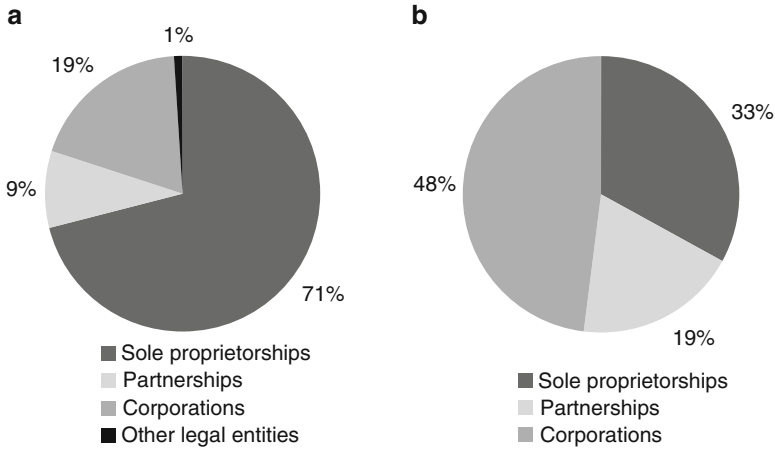 a
1%
19%
9%
71%
Sole proprietorships
Partnerships
Corporations
Other legal entities
b
33%
48%
19%
Sole proprietorships
Partnerships
Corporations